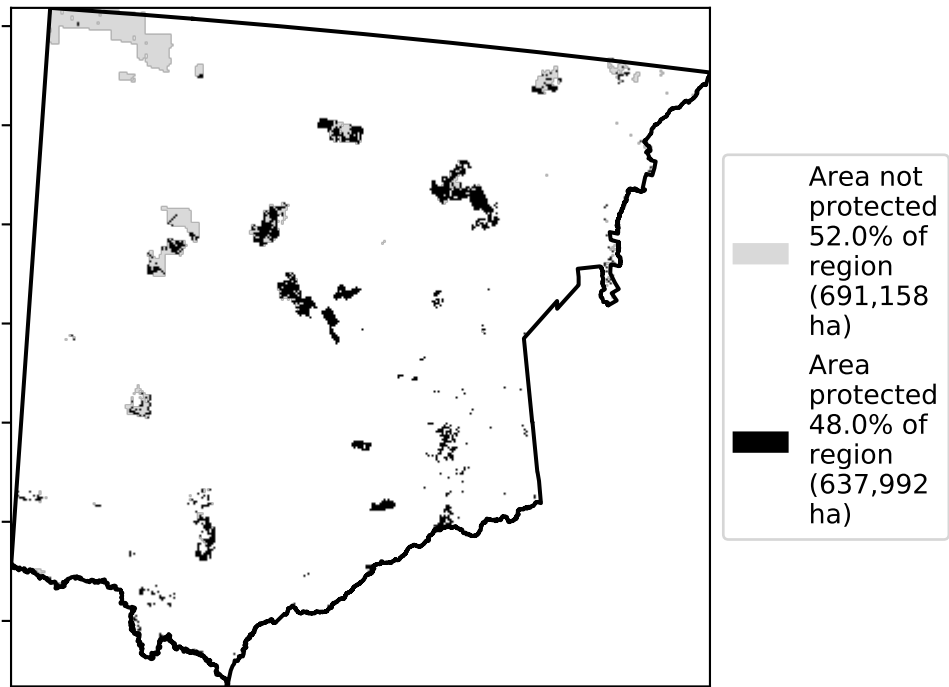 Area not
protected
52.0% of
region
(691,158
ha)
Area
protected
48.0% of
region
(637,992
ha)